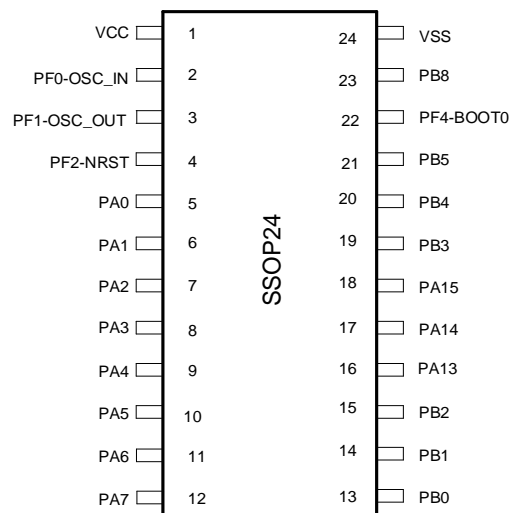 VCC 1 24 VSS
PF0-OSC_IN 2 23 PB8
PF1-OSC_OUT 3 22 PF4-BOOT0
PF2-NRST 4 21 PB5
PA0 5 20 PB4
PA1 6 19 PB3
SSOP24
PA2 7 18 PA15
PA3 8 17 PA14
PA4 9 16 PA13
PA5 10 15 PB2
PA6 11 14 PB1
PA7 12 13 PB0